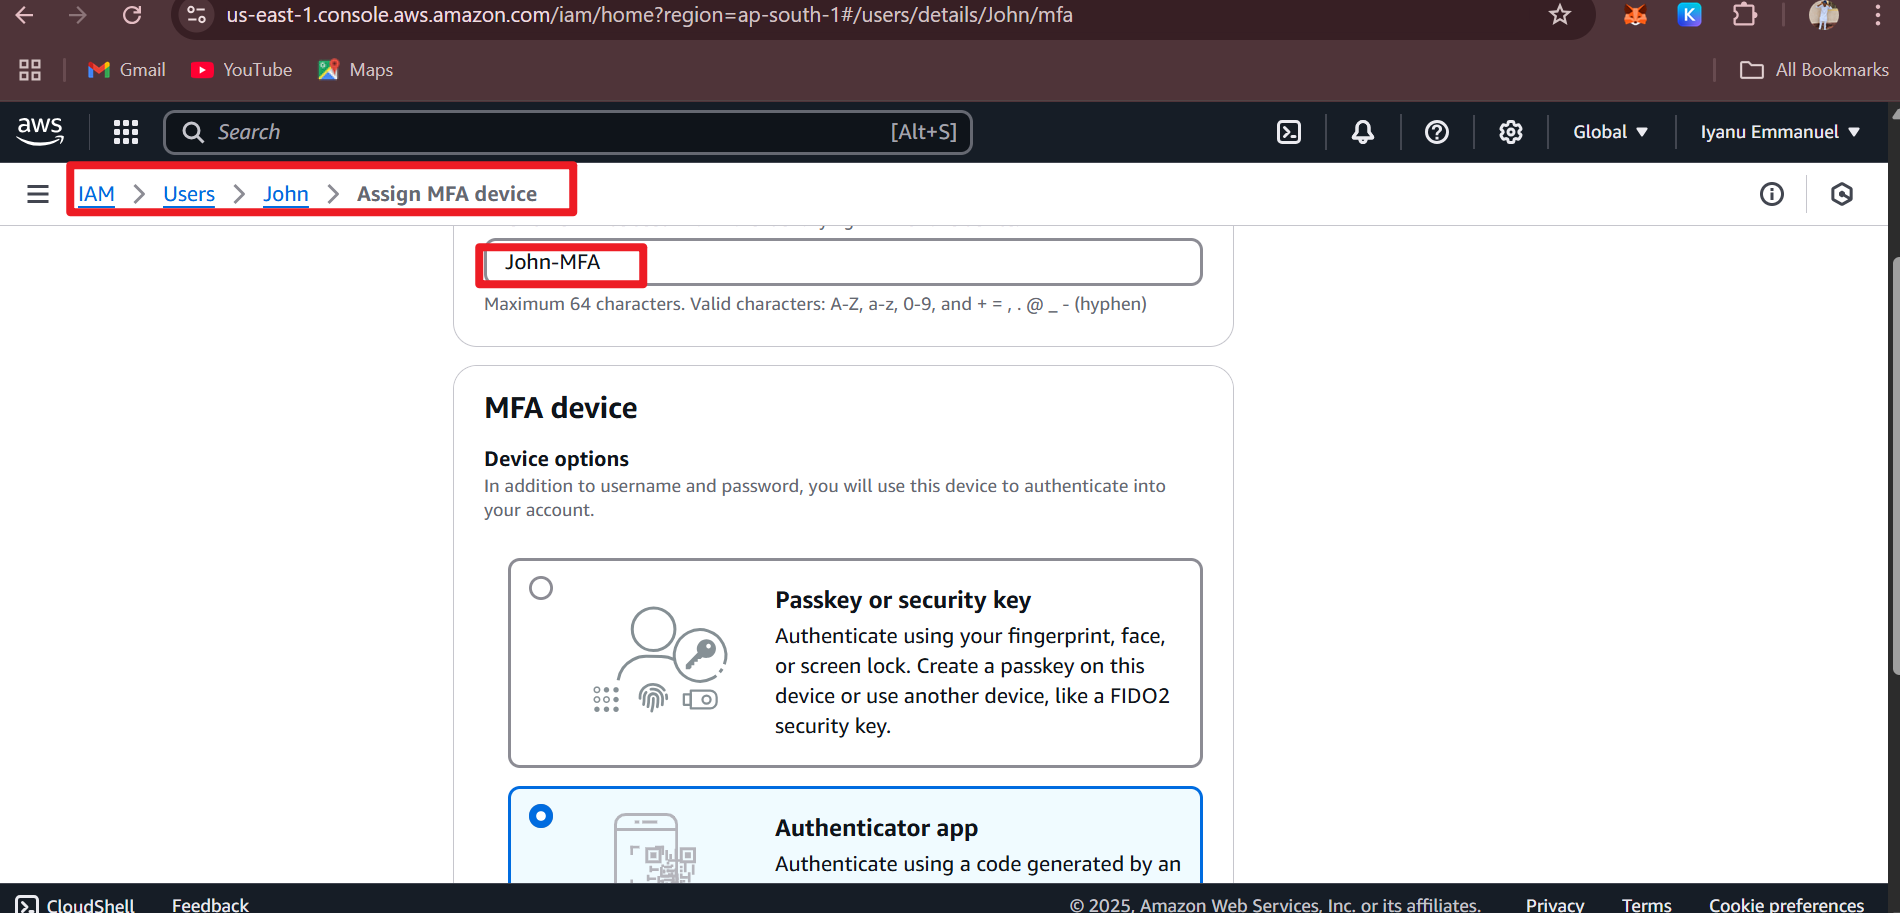 us-east-1.console.aws.amazon.com/iam/home?region=ap-south-1#/users/details/John/mfa
Gmail YouTube Maps All Bookmarks
aws Search [Alt+S] Global Iyanu Emmanuel
IAM Users John Assign MFA device
John-MFA
Maximum 64 characters. Valid characters: A-Z, a-z, 0-9, and + = , . @ _ - (hyphen)
MFA device
Device options
In addition to username and password, you will use this device to authenticate into
your account.
Passkey or security key
Authenticate using your fingerprint, face,
or screen lock. Create a passkey on this
device or use another device, like a FIDO2
security key.
Authenticator app
Authenticate using a code generated by an
CloudShell Feedback © 2025, Amazon Web Services, Inc. or its affiliates. Privacy Terms Cookie preferences